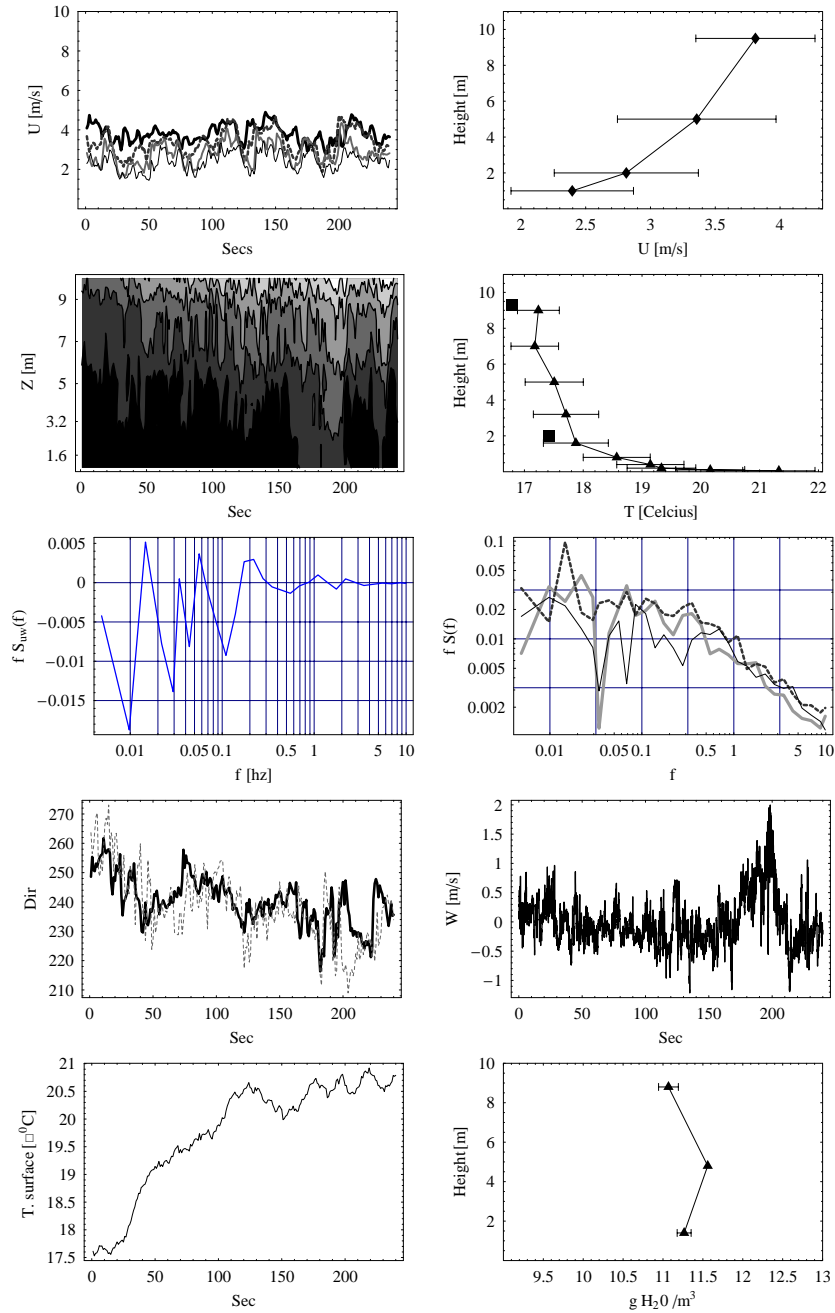 10
8
6
4
2
U [m/s]
0 50 100 150 200
Secs
10
8
6
4
2
Height [m]
2 2.5 3 3.5 4
U [m/s]
9
7
5
3.2
1.6
Z [m]
0 50 100 150 200
Sec
10
8
6
4
2
Height [m]
17 18 19 20 21 22
T [Celcius]
0.005
0
−0.005
−0.01
−0.015
f Suw(f)
0.01 0.05 0.1 0.5 1 5 10
f [hz]
0.1
0.05
0.02
0.01
0.005
0.002
f S(f)
0.01 0.05 0.1 0.5 1 5 10
f
270
260
250
240
230
220
210
Dir
0 50 100 150 200
Sec
2
1.5
1
0.5
0
−0.5
−1
W [m/s]
0 50 100 150 200
Sec
21
20.5
20
19.5
19
18.5
18
17.5
T. surface [□⁰C]
0 50 100 150 200
Sec
10
8
6
4
2
Height [m]
9.5 10 10.5 11 11.5 12 12.5 13
g H₂0 /m³